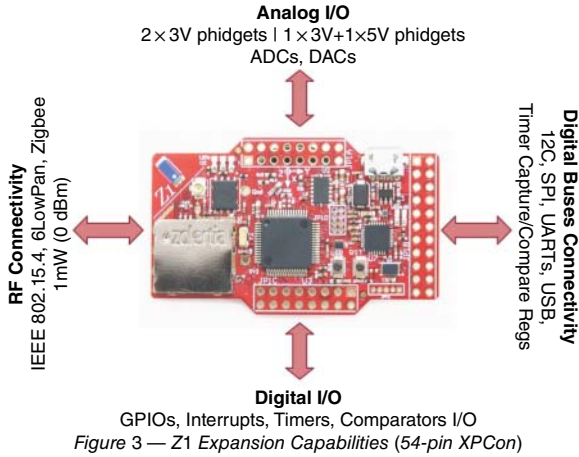 Analog I/O
2×3V phidgets | 1×3V+1×5V phidgets
ADCs, DACs
RF Connectivity
IEEE 802.15.4, 6LowPan, Zigbee
1mW (0 dBm)
Z1
zolertia
JP1C
Digital Buses Connectivity
12C, SPI, UARTs, USB,
Timer Capture/Compare Regs
Digital I/O
GPIOs, Interrupts, Timers, Comparators I/O
Figure 3 — Z1 Expansion Capabilities (54-pin XPCon)